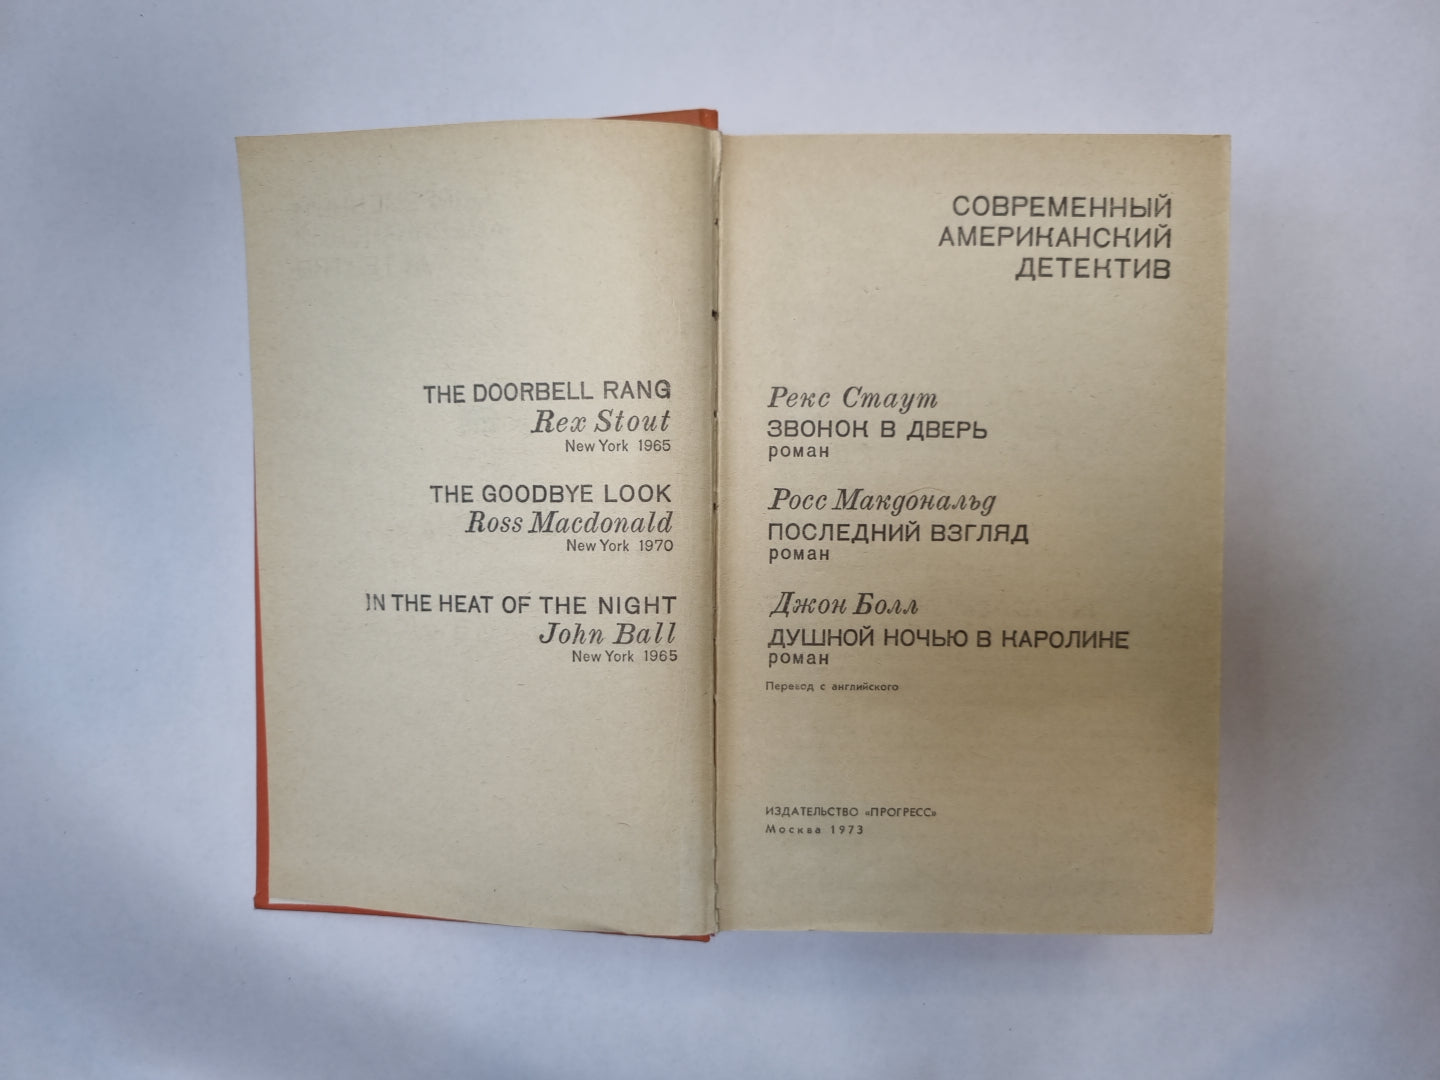 THE DOORBELL RANG
Rex Stout
New York 1965
THE GOODBYE LOOK
Ross Macdonald
New York 1970
IN THE HEAT OF THE NIGHT
John Ball
New York 1965
СОВРЕМЕННЫЙ
АМЕРИКАНСКИЙ
ДЕТЕКТИВ
Рекс Стаут
ЗВОНОК В ДВЕРЬ
роман
Росс Макдональд
ПОСЛЕДНИЙ ВЗГЛЯД
роман
Джон Болл
ДУШНОЙ НОЧЬЮ В КАРОЛИНЕ
роман
Перевод с английского
ИЗДАТЕЛЬСТВО «ПРОГРЕСС»
Москва 1973